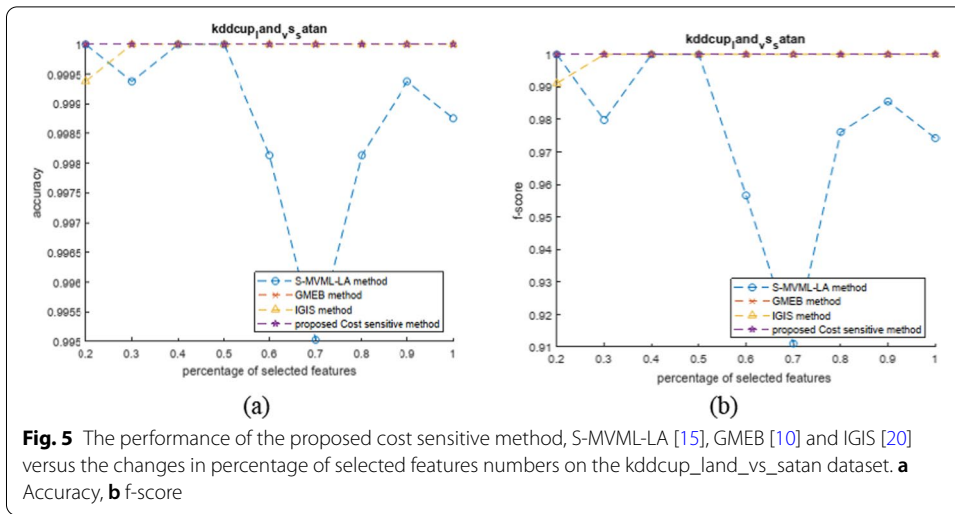 kddcup_land_vs_satan
1
0.9995
0.999
0.9985
0.998
0.9975
0.997
0.9965
0.996
0.9955
0.995
accuracy
0.2 0.3 0.4 0.5 0.6 0.7 0.8 0.9 1
percentage of selected features
S-MVML-LA method
GMEB method
IGIS method
proposed Cost sensitive method
(a)
kddcup_land_vs_satan
1
0.99
0.98
0.97
0.96
0.95
0.94
0.93
0.92
0.91
f-score
0.2 0.3 0.4 0.5 0.6 0.7 0.8 0.9 1
percentage of selected features
S-MVML-LA method
GMEB method
IGIS method
proposed Cost sensitive method
(b)
Fig. 5 The performance of the proposed cost sensitive method, S-MVML-LA [15], GMEB [10] and IGIS [20]
versus the changes in percentage of selected features numbers on the kddcup_land_vs_satan dataset. a
Accuracy, b f-score